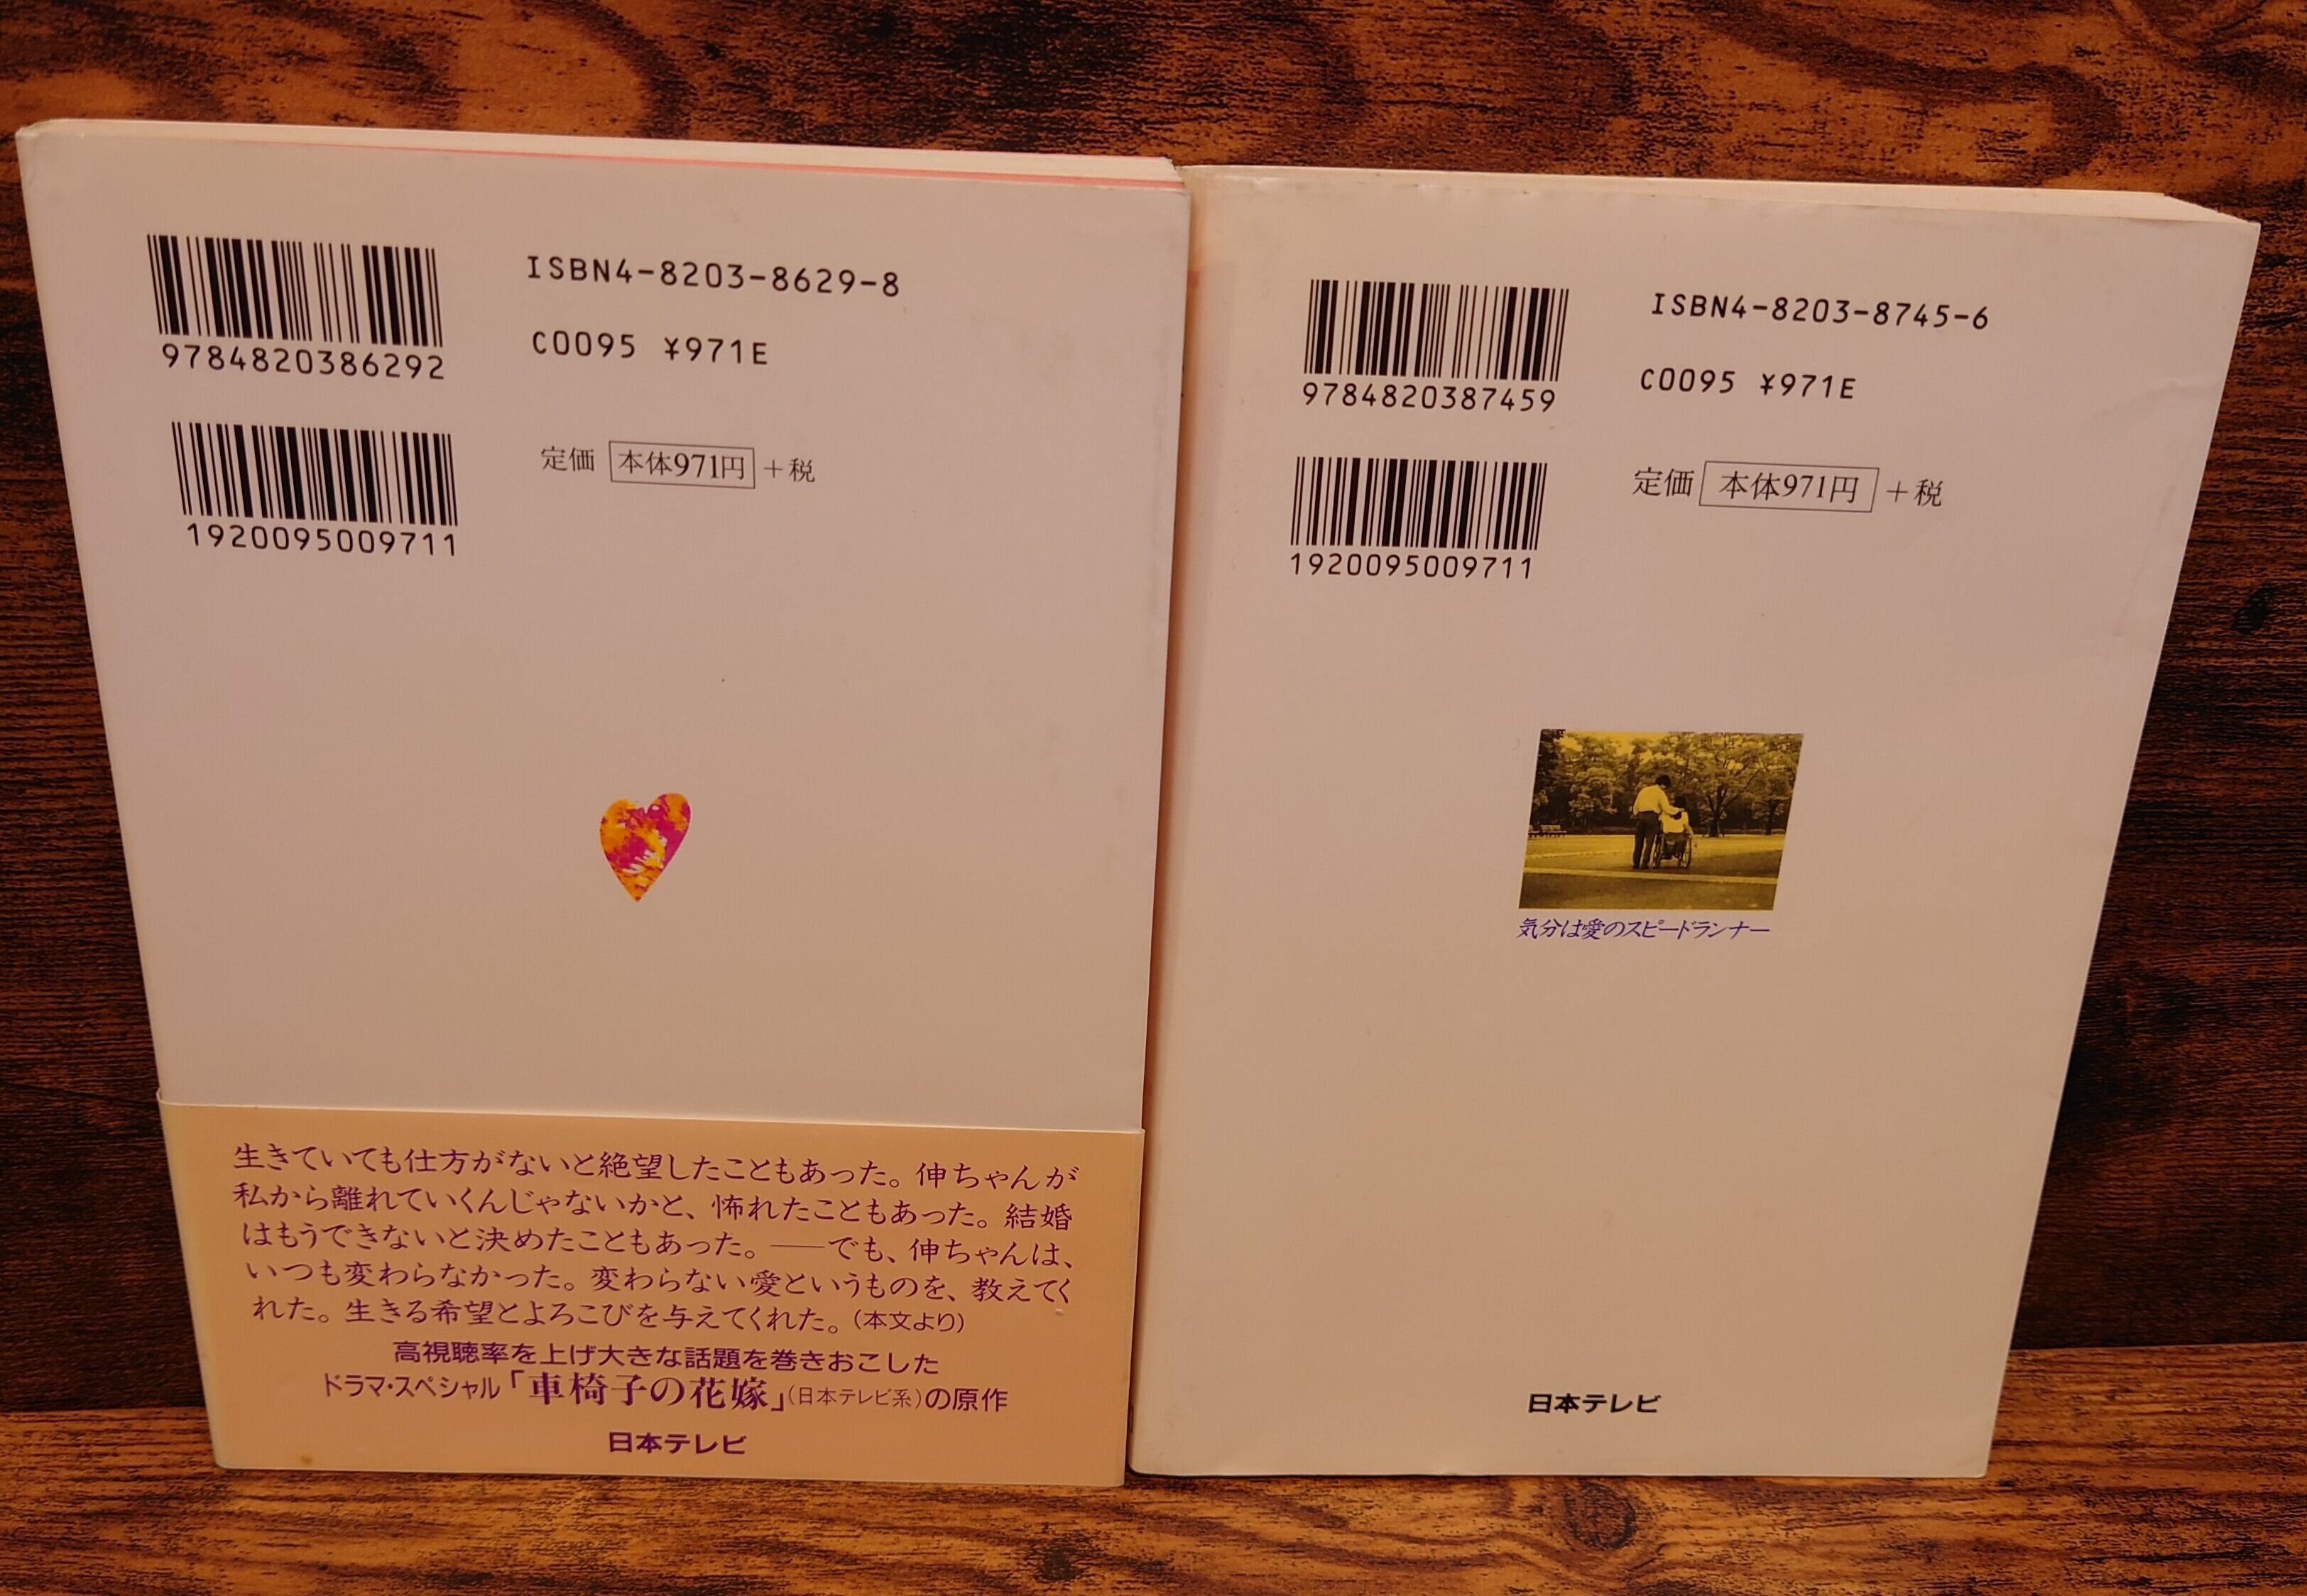 9784820386292
ISBN4-8203-8629-8
C0095 ¥971E
1920095009711
定価 本体971円 +税
生きていても仕方がないと絶望したこともあった。伸ちゃんが
私から離れていくんじゃないかと、怖れたこともあった。結婚
はもうできないと決めたこともあった。――でも、伸ちゃんは、
いつも変わらなかった。変わらない愛というものを、教えてく
れた。生きる希望とよろこびを与えてくれた。(本文より)
高視聴率を上げ大きな話題を巻きおこした
ドラマ・スペシャル「車椅子の花嫁」(日本テレビ系)の原作
日本テレビ
9784820387459
ISBN4-8203-8745-6
C0095 ¥971E
1920095009711
定価 本体971円 +税
気分は愛のスピードランナー
日本テレビ